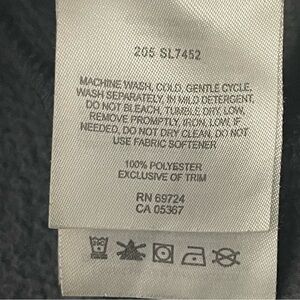 205 SL7452
MACHINE WASH, COLD, GENTLE CYCLE,
WASH SEPARATELY, IN MILD DETERGENT,
DO NOT BLEACH, TUMBLE DRY, LOW,
REMOVE PROMPTLY, IRON, LOW, IF
NEEDED, DO NOT DRY CLEAN, DO NOT
USE FABRIC SOFTENER
100% POLYESTER
EXCLUSIVE OF TRIM
RN 69724
CA 05367